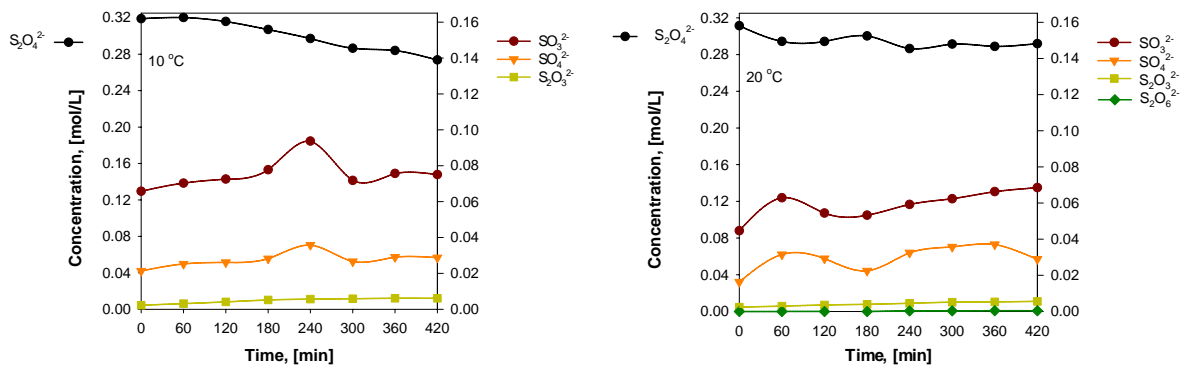 S₂O₄²⁻
10 °C
Concentration, [mol/L]
0.32
0.28
0.24
0.20
0.16
0.12
0.08
0.04
0.00
0.16
0.14
0.12
0.10
0.08
0.06
0.04
0.02
0.00
0 60 120 180 240 300 360 420
Time, [min]
SO₃²⁻
SO₄²⁻
S₂O₃²⁻
S₂O₄²⁻
20 °C
Concentration, [mol/L]
0.32
0.28
0.24
0.20
0.16
0.12
0.08
0.04
0.00
0.16
0.14
0.12
0.10
0.08
0.06
0.04
0.02
0.00
0 60 120 180 240 300 360 420
Time, [min]
SO₃²⁻
SO₄²⁻
S₂O₃²⁻
S₂O₆²⁻